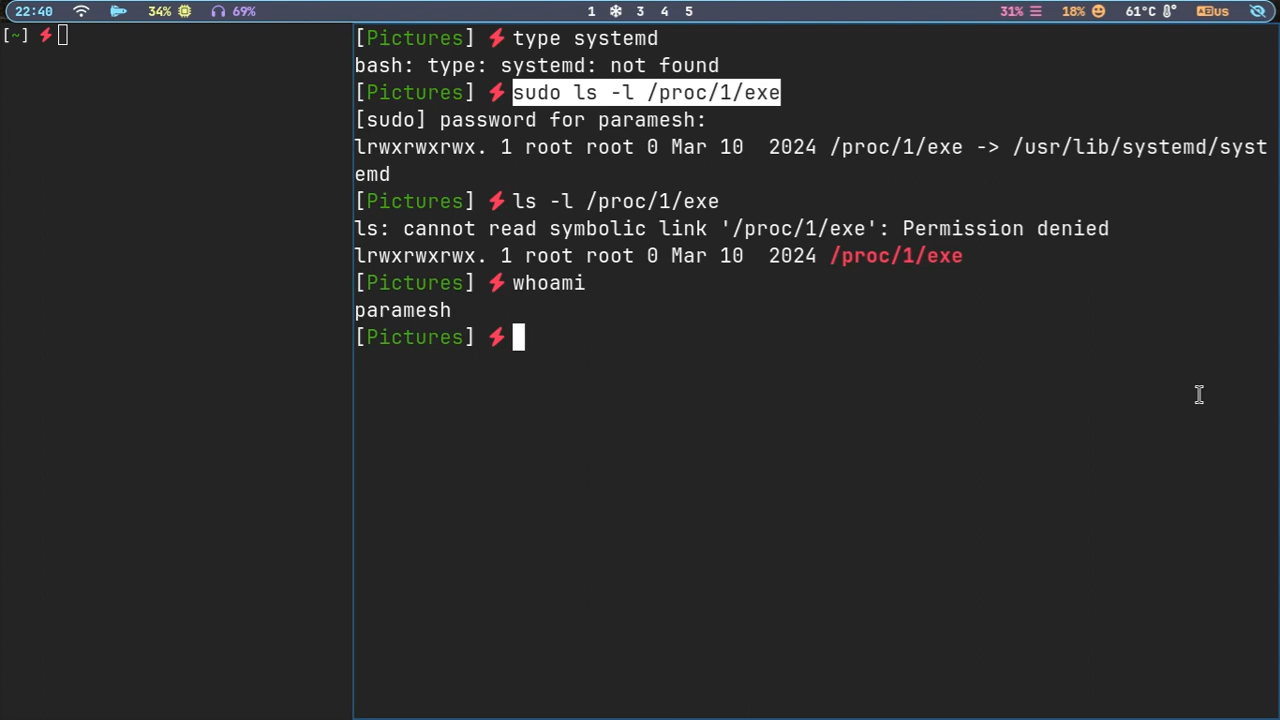 22:40 34% 69% 1 3 4 5 31% 18% 61°C us
[~]
[Pictures] type systemd
bash: type: systemd: not found
[Pictures] sudo ls -l /proc/1/exe
[sudo] password for paramesh:
lrwxrwxrwx. 1 root root 0 Mar 10  2024 /proc/1/exe -> /usr/lib/systemd/syst
emd
[Pictures] ls -l /proc/1/exe
ls: cannot read symbolic link '/proc/1/exe': Permission denied
lrwxrwxrwx. 1 root root 0 Mar 10  2024 /proc/1/exe
[Pictures] whoami
paramesh
[Pictures]